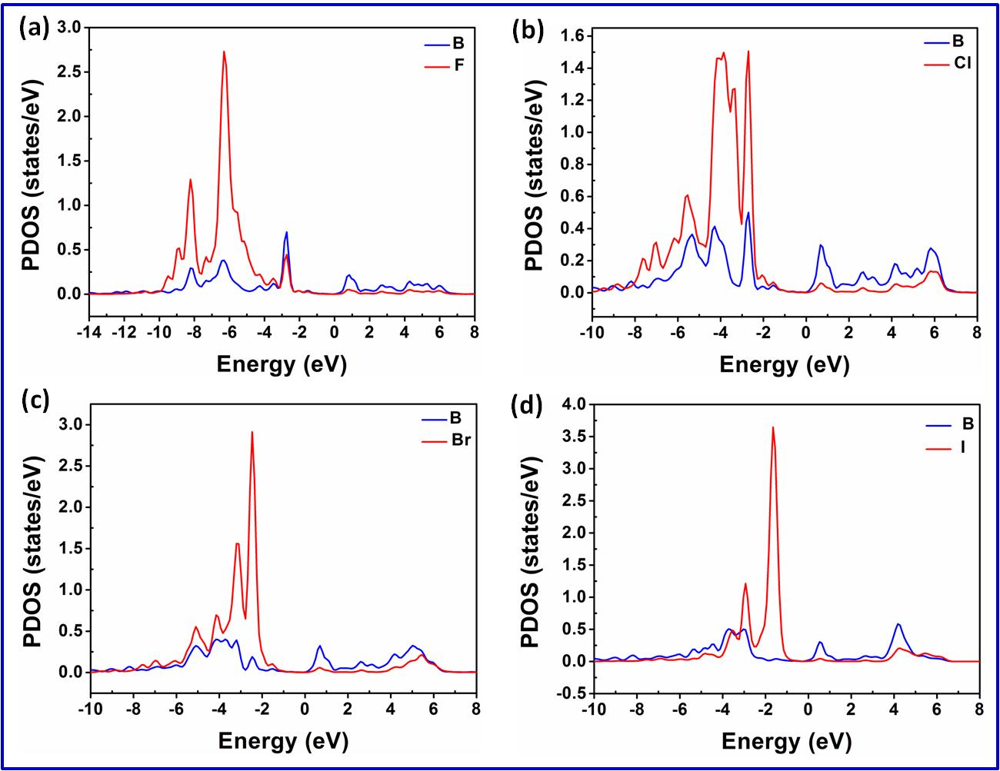 (a)
3.0
2.5
2.0
1.5
1.0
0.5
0.0
PDOS (states/eV)
B
F
-14 -12 -10 -8 -6 -4 -2 0 2 4 6 8
Energy (eV)
(b)
1.6
1.4
1.2
1.0
0.8
0.6
0.4
0.2
0.0
PDOS (states/eV)
B
Cl
-10 -8 -6 -4 -2 0 2 4 6 8
Energy (eV)
(c)
3.0
2.5
2.0
1.5
1.0
0.5
0.0
PDOS (states/eV)
B
Br
-10 -8 -6 -4 -2 0 2 4 6 8
Energy (eV)
(d)
4.0
3.5
3.0
2.5
2.0
1.5
1.0
0.5
0.0
-0.5
PDOS (states/eV)
B
I
-10 -8 -6 -4 -2 0 2 4 6 8
Energy (eV)